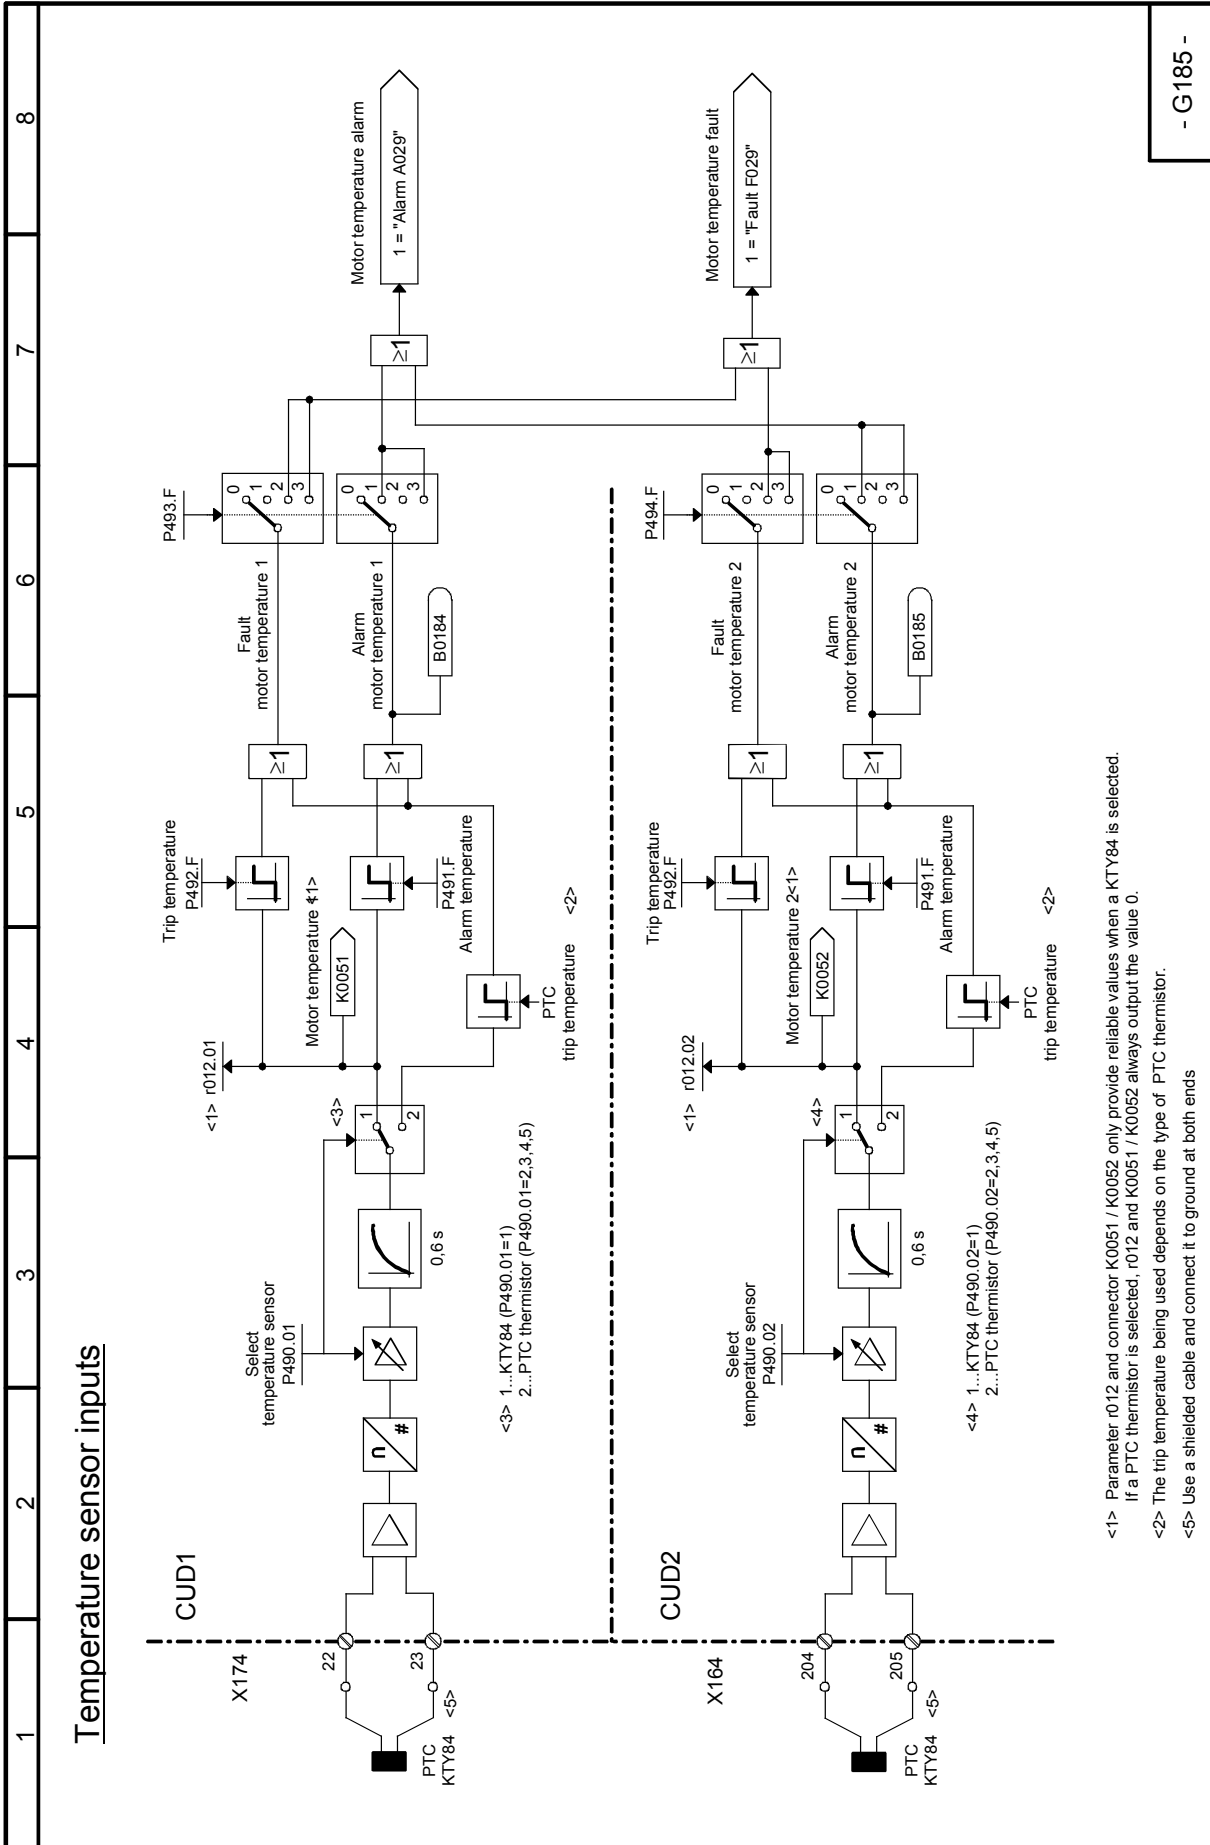 1 2 3 4 5 6 7 8
Temperature sensor inputs
CUD1
X174
22
23
<5>
PTC
KTY84
U
#
Select
temperature sensor
P490.01
0,6 s
<3>
1
2
<3> 1...KTY84 (P490.01=1)
2...PTC thermistor (P490.01=2,3,4,5)
<1> r012.01
K0051
PTC
trip temperature <2>
Trip temperature
P492.F
P491.F
Alarm temperature
≥1
≥1
Fault
motor temperature 1
Alarm
motor temperature 1
B0184
P493.F
0
1
2
3
0
1
2
3
≥1
Motor temperature alarm
1 = "Alarm A029"
CUD2
X164
204
205
<5>
PTC
KTY84
U
#
Select
temperature sensor
P490.02
0,6 s
<4>
1
2
<4> 1...KTY84 (P490.02=1)
2...PTC thermistor (P490.02=2,3,4,5)
<1> r012.02
Motor temperature 2<1>
K0052
PTC
trip temperature <2>
Trip temperature
P492.F
P491.F
Alarm temperature
≥1
≥1
Fault
motor temperature 2
Alarm
motor temperature 2
B0185
P494.F
0
1
2
3
0
1
2
3
≥1
Motor temperature fault
1 = "Fault F029"
Motor temperature
<1> Parameter r012 and connector K0051 / K0052 only provide reliable values when a KTY84 is selected.
If a PTC thermistor is selected, r012 and K0051 / K0052 always output the value 0.
<2> The trip temperature being used depends on the type of PTC thermistor.
<5> Use a shielded cable and connect it to ground at both ends
- G185 -